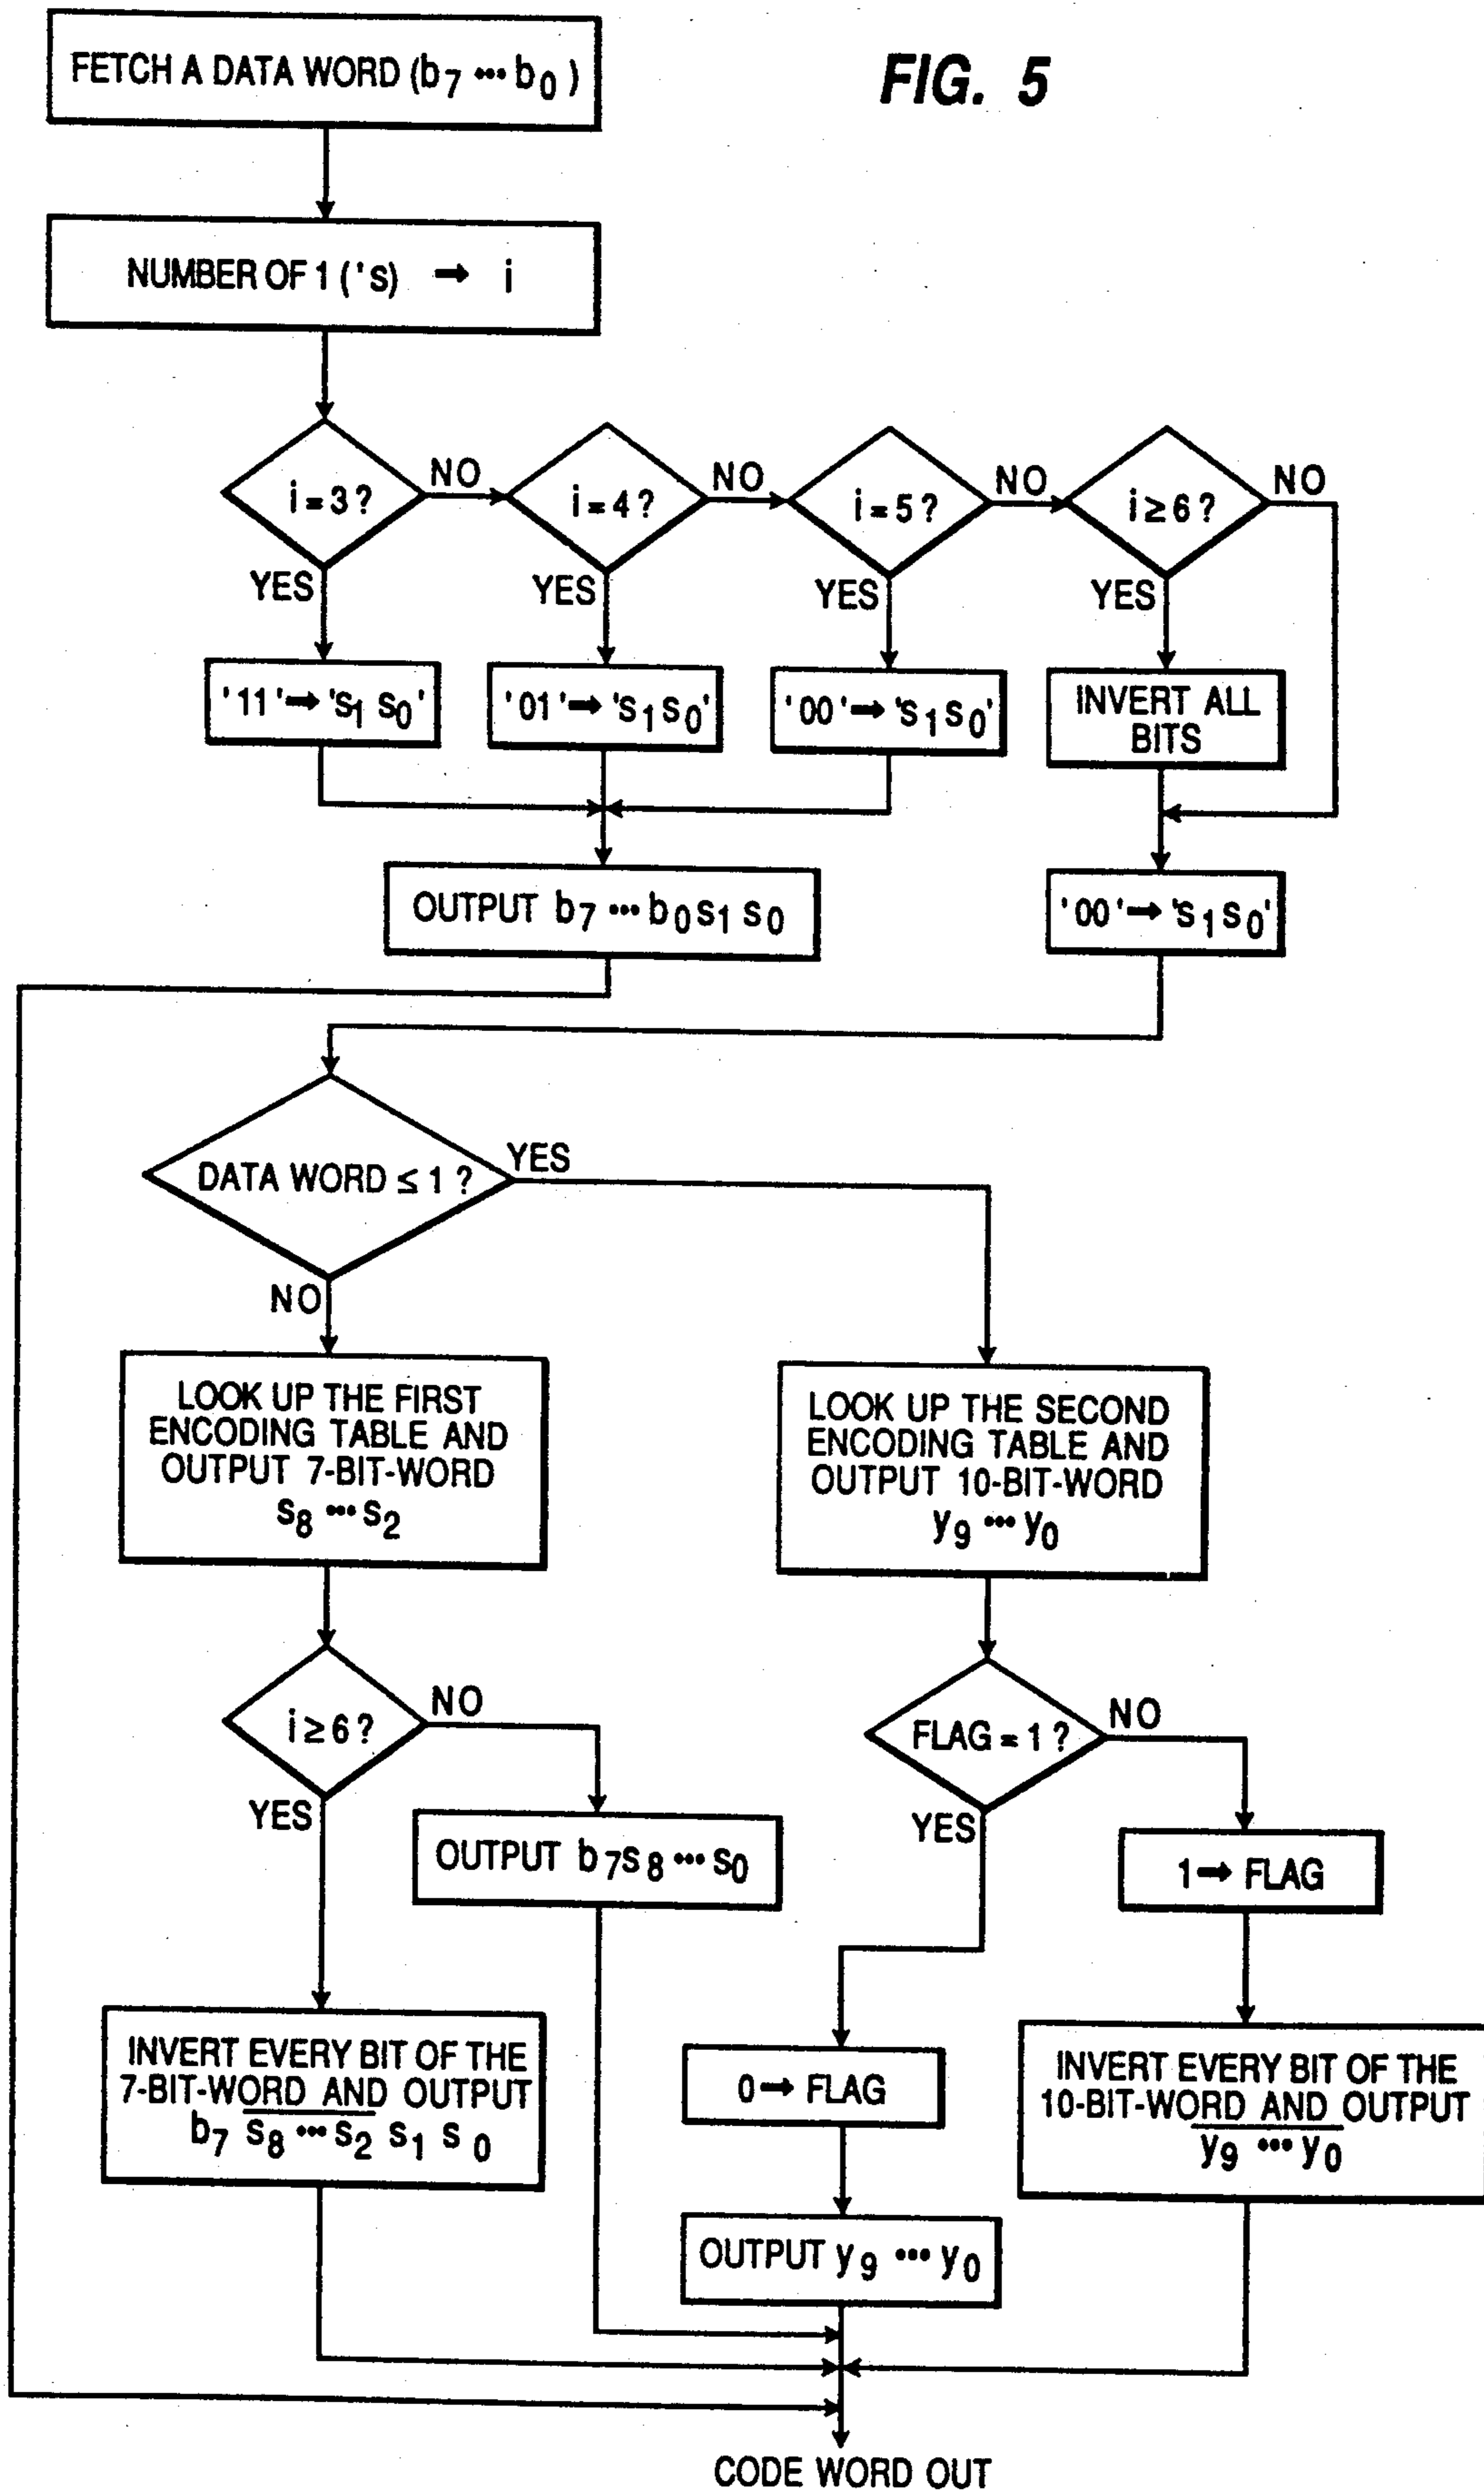 FIG. 5
FETCH A DATA WORD (b7 ••• b0 )
NUMBER OF 1 ('S) → i
i = 3 ?
NO
i = 4 ?
NO
i = 5 ?
NO
i ≥ 6 ?
NO
YES
YES
YES
YES
'11'→'s1 s0'
'01'→'s1 s0'
'00'→'s1 s0'
INVERT ALL
BITS
OUTPUT b7 ••• b0 s1 s0
'00'→'s1 s0'
DATA WORD ≤ 1 ?
YES
NO
LOOK UP THE FIRST
ENCODING TABLE AND
OUTPUT 7-BIT-WORD
s8 ••• s2
LOOK UP THE SECOND
ENCODING TABLE AND
OUTPUT 10-BIT-WORD
y9 ••• y0
i ≥ 6 ?
NO
YES
FLAG = 1 ?
NO
YES
OUTPUT b7 s8 ••• s0
1→ FLAG
INVERT EVERY BIT OF THE
7-BIT-WORD AND OUTPUT
b7 s̅8̅ ̅•̅•̅•̅ ̅s̅2̅ s1 s0
0→ FLAG
INVERT EVERY BIT OF THE
10-BIT-WORD AND OUTPUT
y̅9̅ ̅•̅•̅•̅ ̅y̅0̅
OUTPUT y9 ••• y0
CODE WORD OUT